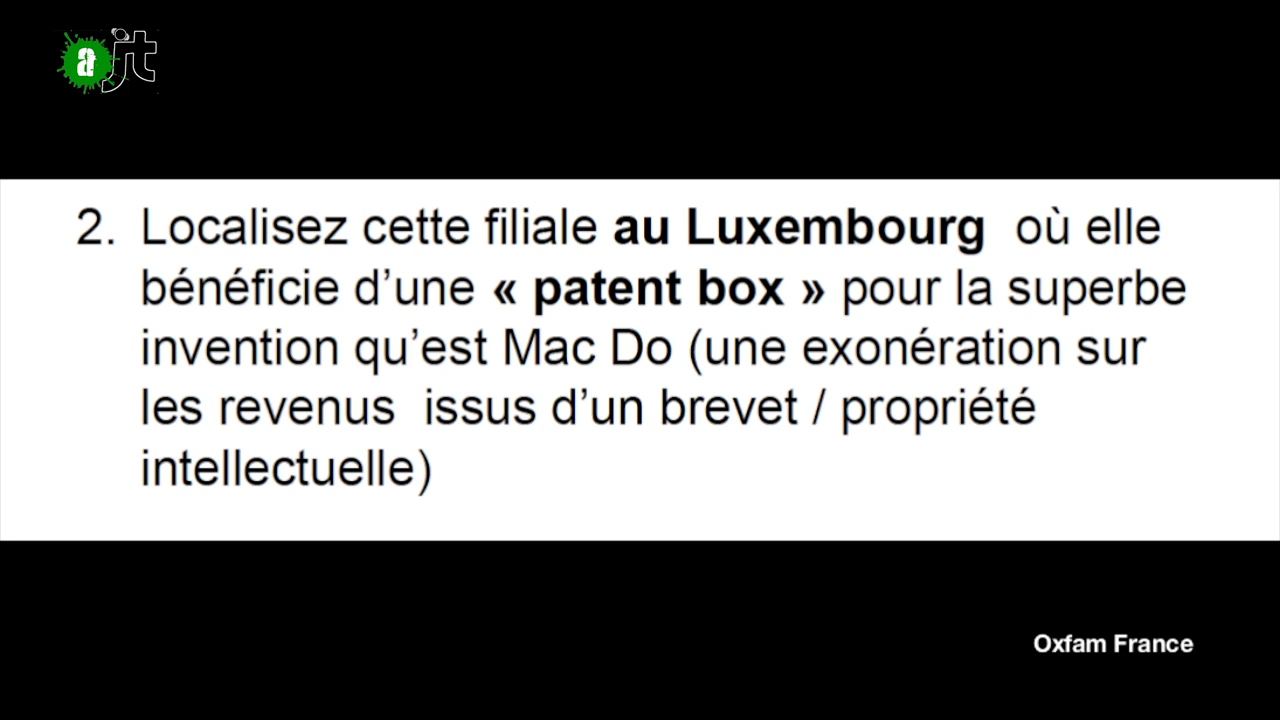 a jt
2. Localisez cette filiale au Luxembourg où elle
bénéficie d’une « patent box » pour la superbe
invention qu’est Mac Do (une exonération sur
les revenus issus d’un brevet / propriété
intellectuelle)
Oxfam France